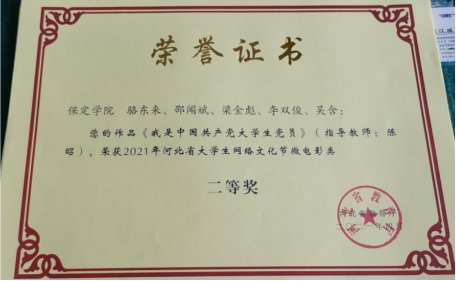 荣誉证书
保定学院 骆东来、邵闻斌、梁金彪、李双俊、吴含：
您的作品《我是中国共产党大学生党员》（指导教师：陈
昭），荣获2021年河北省大学生网络文化节微电影类
二等奖